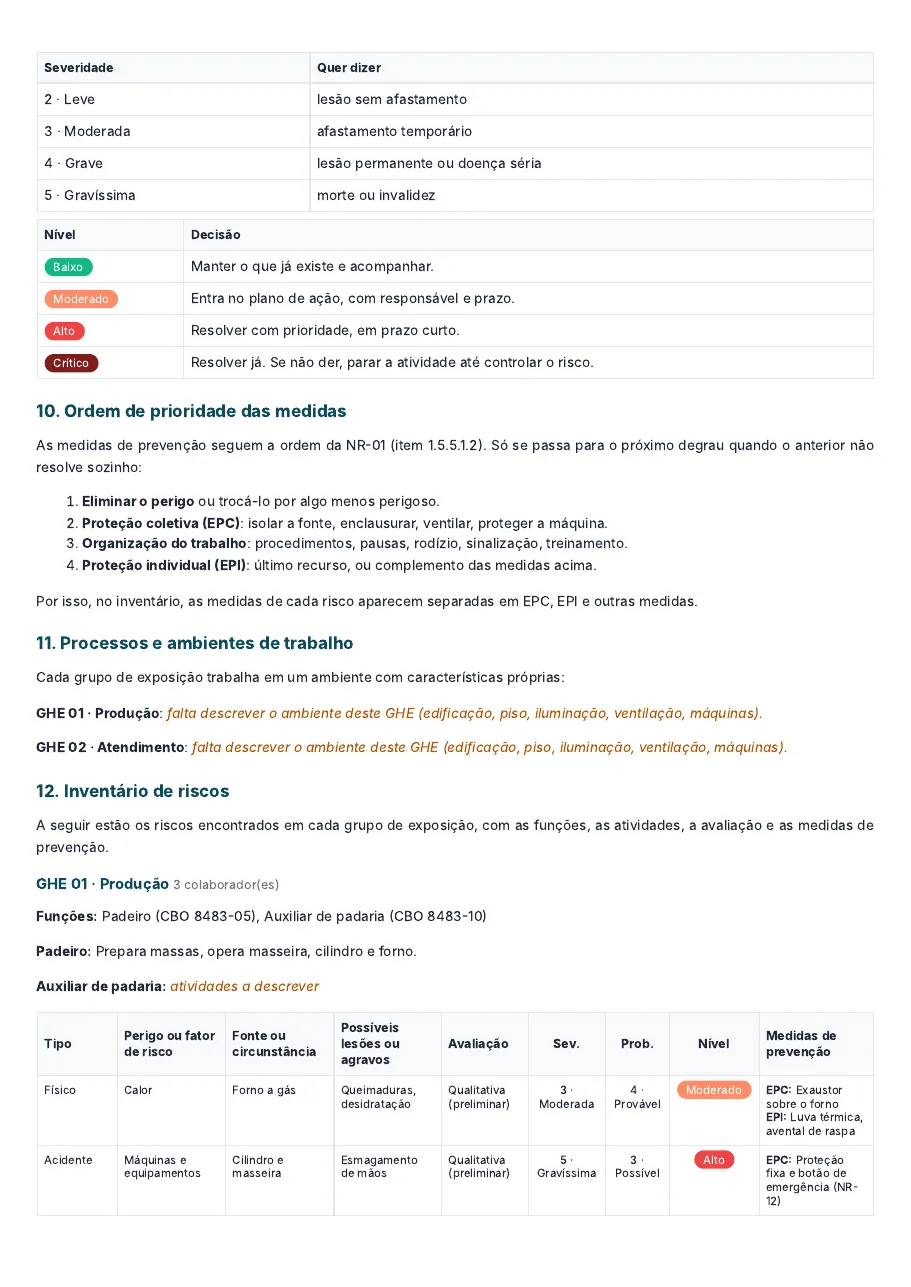 Severidade Quer dizer
2 · Leve lesão sem afastamento
3 · Moderada afastamento temporário
4 · Grave lesão permanente ou doença séria
5 · Gravíssima morte ou invalidez
Nível Decisão
Baixo Manter o que já existe e acompanhar.
Moderado Entra no plano de ação, com responsável e prazo.
Alto Resolver com prioridade, em prazo curto.
Crítico Resolver já. Se não der, parar a atividade até controlar o risco.
10. Ordem de prioridade das medidas
As medidas de prevenção seguem a ordem da NR-01 (item 1.5.5.1.2). Só se passa para o próximo degrau quando o anterior não
resolve sozinho:
1. Eliminar o perigo ou trocá-lo por algo menos perigoso.
2. Proteção coletiva (EPC): isolar a fonte, enclausurar, ventilar, proteger a máquina.
3. Organização do trabalho: procedimentos, pausas, rodízio, sinalização, treinamento.
4. Proteção individual (EPI): último recurso, ou complemento das medidas acima.
Por isso, no inventário, as medidas de cada risco aparecem separadas em EPC, EPI e outras medidas.
11. Processos e ambientes de trabalho
Cada grupo de exposição trabalha em um ambiente com características próprias:
GHE 01 · Produção: falta descrever o ambiente deste GHE (edificação, piso, iluminação, ventilação, máquinas).
GHE 02 · Atendimento: falta descrever o ambiente deste GHE (edificação, piso, iluminação, ventilação, máquinas).
12. Inventário de riscos
A seguir estão os riscos encontrados em cada grupo de exposição, com as funções, as atividades, a avaliação e as medidas de
prevenção.
GHE 01 · Produção 3 colaborador(es)
Funções: Padeiro (CBO 8483-05), Auxiliar de padaria (CBO 8483-10)
Padeiro: Prepara massas, opera masseira, cilindro e forno.
Auxiliar de padaria: atividades a descrever
Tipo
Perigo ou fator
de risco
Fonte ou
circunstância
Possíveis
lesões ou
agravos
Avaliação
Sev.
Prob.
Nível
Medidas de
prevenção
Físico
Calor
Forno a gás
Queimaduras,
desidratação
Qualitativa
(preliminar)
3 ·
Moderada
4 ·
Provável
Moderado
EPC: Exaustor
sobre o forno
EPI: Luva térmica,
avental de raspa
Acidente
Máquinas e
equipamentos
Cilindro e
masseira
Esmagamento
de mãos
Qualitativa
(preliminar)
5 ·
Gravíssima
3 ·
Possível
Alto
EPC: Proteção
fixa e botão de
emergência (NR-
12)